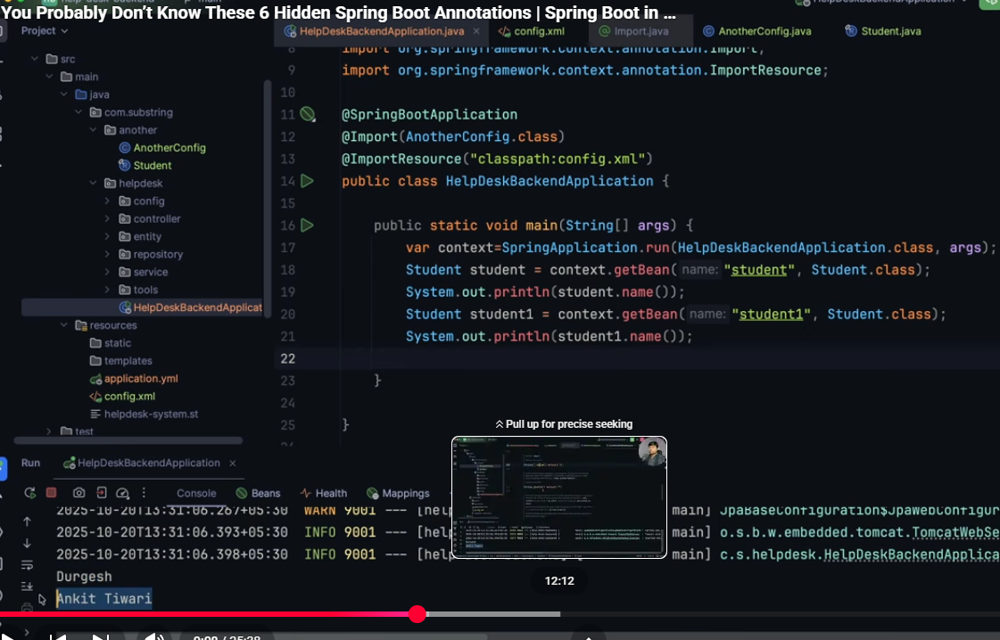 You Probably Don't Know These 6 Hidden Spring Boot Annotations | Spring Boot in ...
Project
HelpDeskBackendApplication.java
config.xml
Import.java
AnotherConfig.java
Student.java
src
main
java
com.substring
another
AnotherConfig
Student
helpdesk
config
controller
entity
repository
service
tools
HelpDeskBackendApplicat
resources
static
templates
application.yml
config.xml
helpdesk-system.st
test
8 import org.springframework.context.annotation.Import;
9 import org.springframework.context.annotation.ImportResource;
10
11 @SpringBootApplication
12 @Import(AnotherConfig.class)
13 @ImportResource("classpath:config.xml")
14 public class HelpDeskBackendApplication {
15
16 public static void main(String[] args) {
17 var context=SpringApplication.run(HelpDeskBackendApplication.class, args);
18 Student student = context.getBean( name: "student", Student.class);
19 System.out.println(student.name());
20 Student student1 = context.getBean( name: "student1", Student.class);
21 System.out.println(student1.name());
22
23 }
24
25 }
Pull up for precise seeking
Run HelpDeskBackendApplication
Console Beans Health Mappings
2025-10-20T13:31:06.267+05:30 WARN 9001 --- [help main] JpaBaseConfiguration$JpaWebConfigur
2025-10-20T13:31:06.393+05:30 INFO 9001 --- [help main] o.s.b.w.embedded.tomcat.TomcatWebSe
2025-10-20T13:31:06.398+05:30 INFO 9001 --- [help main] c.s.helpdesk.HelpDeskBackendApplica
Durgesh
Ankit Tiwari
12:12